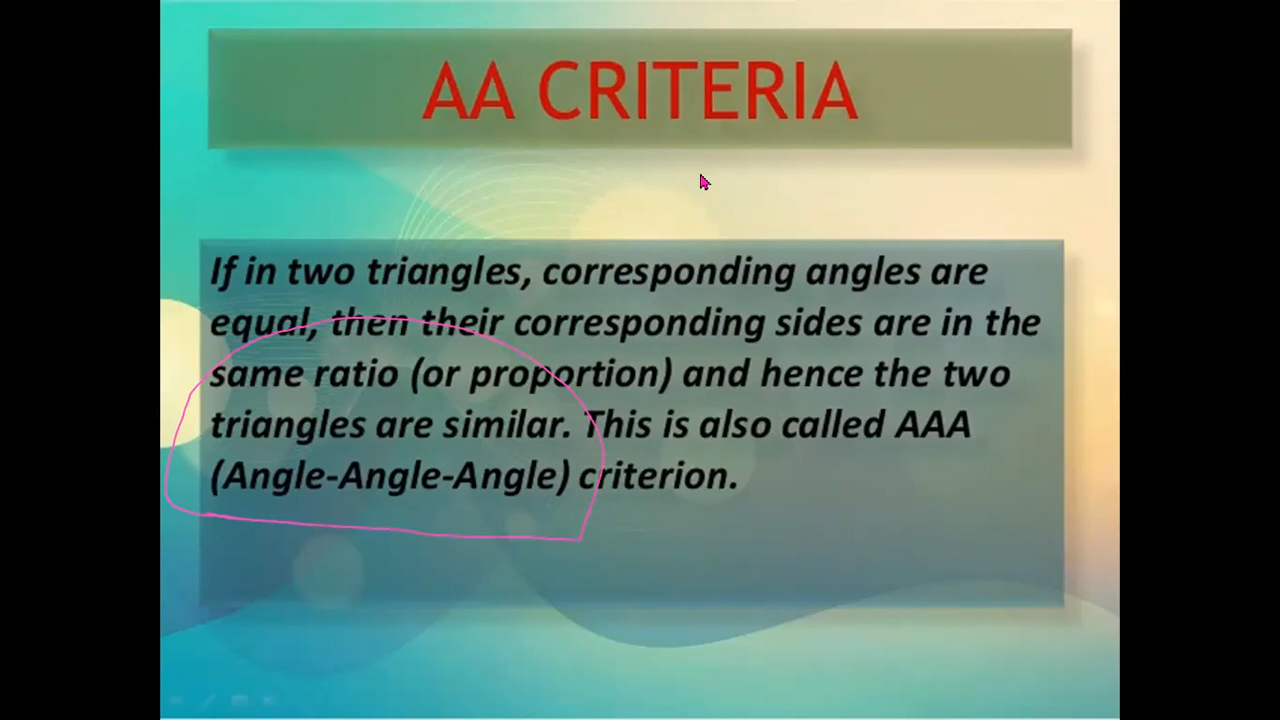 AA CRITERIA
If in two triangles, corresponding angles are
equal, then their corresponding sides are in the
same ratio (or proportion) and hence the two
triangles are similar. This is also called AAA
(Angle-Angle-Angle) criterion.